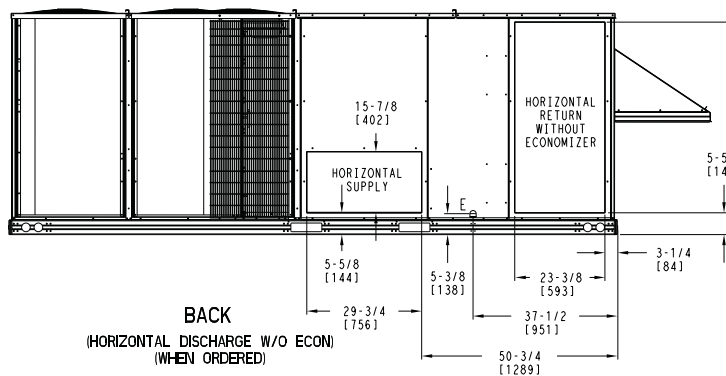 15-7/8
[402]
HORIZONTAL
RETURN
WITHOUT
ECONOMIZER
HORIZONTAL
SUPPLY
E
5-5/8
[144]
5-3/8
[138]
23-3/8
[593]
3-1/4
[84]
29-3/4
[756]
37-1/2
[951]
50-3/4
[1289]
BACK
(HORIZONTAL DISCHARGE W/O ECON)
(WHEN ORDERED)